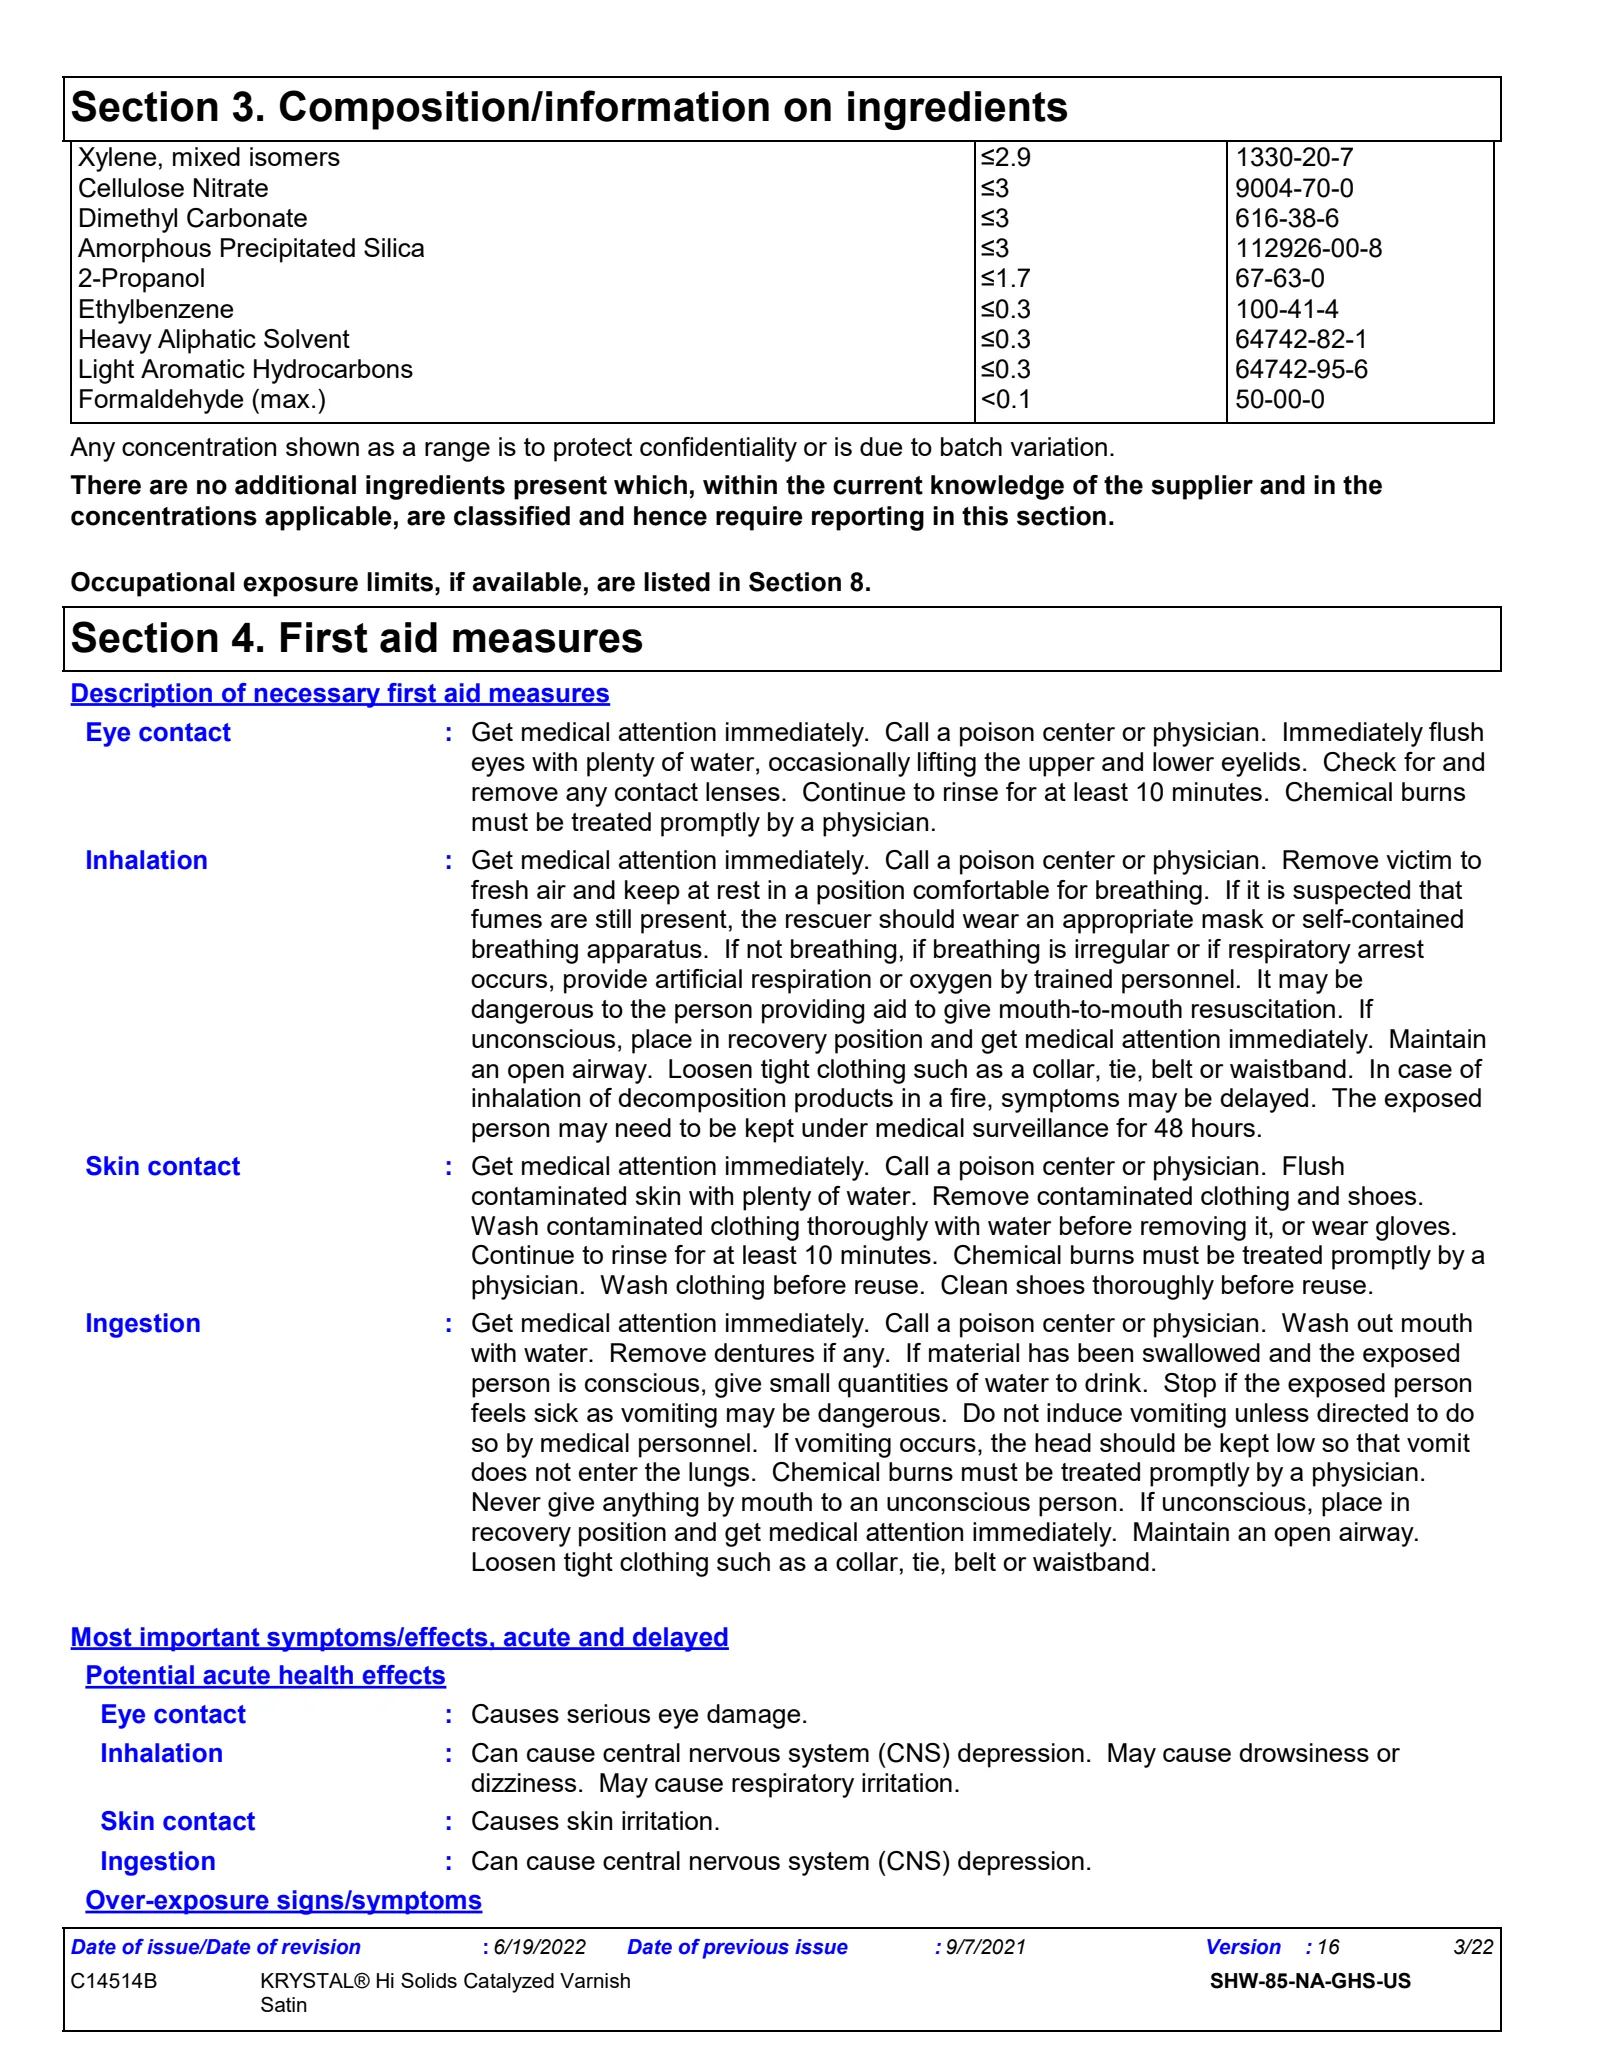 Section 3. Composition/information on ingredients
Xylene, mixed isomers ≤2.9 1330-20-7
Cellulose Nitrate ≤3 9004-70-0
Dimethyl Carbonate ≤3 616-38-6
Amorphous Precipitated Silica ≤3 112926-00-8
2-Propanol ≤1.7 67-63-0
Ethylbenzene ≤0.3 100-41-4
Heavy Aliphatic Solvent ≤0.3 64742-82-1
Light Aromatic Hydrocarbons ≤0.3 64742-95-6
Formaldehyde (max.) <0.1 50-00-0
Any concentration shown as a range is to protect confidentiality or is due to batch variation.
There are no additional ingredients present which, within the current knowledge of the supplier and in the
concentrations applicable, are classified and hence require reporting in this section.
Occupational exposure limits, if available, are listed in Section 8.
Section 4. First aid measures
Description of necessary first aid measures
Eye contact : Get medical attention immediately. Call a poison center or physician. Immediately flush
eyes with plenty of water, occasionally lifting the upper and lower eyelids. Check for and
remove any contact lenses. Continue to rinse for at least 10 minutes. Chemical burns
must be treated promptly by a physician.
Inhalation : Get medical attention immediately. Call a poison center or physician. Remove victim to
fresh air and keep at rest in a position comfortable for breathing. If it is suspected that
fumes are still present, the rescuer should wear an appropriate mask or self-contained
breathing apparatus. If not breathing, if breathing is irregular or if respiratory arrest
occurs, provide artificial respiration or oxygen by trained personnel. It may be
dangerous to the person providing aid to give mouth-to-mouth resuscitation. If
unconscious, place in recovery position and get medical attention immediately. Maintain
an open airway. Loosen tight clothing such as a collar, tie, belt or waistband. In case of
inhalation of decomposition products in a fire, symptoms may be delayed. The exposed
person may need to be kept under medical surveillance for 48 hours.
Skin contact : Get medical attention immediately. Call a poison center or physician. Flush
contaminated skin with plenty of water. Remove contaminated clothing and shoes.
Wash contaminated clothing thoroughly with water before removing it, or wear gloves.
Continue to rinse for at least 10 minutes. Chemical burns must be treated promptly by a
physician. Wash clothing before reuse. Clean shoes thoroughly before reuse.
Ingestion : Get medical attention immediately. Call a poison center or physician. Wash out mouth
with water. Remove dentures if any. If material has been swallowed and the exposed
person is conscious, give small quantities of water to drink. Stop if the exposed person
feels sick as vomiting may be dangerous. Do not induce vomiting unless directed to do
so by medical personnel. If vomiting occurs, the head should be kept low so that vomit
does not enter the lungs. Chemical burns must be treated promptly by a physician.
Never give anything by mouth to an unconscious person. If unconscious, place in
recovery position and get medical attention immediately. Maintain an open airway.
Loosen tight clothing such as a collar, tie, belt or waistband.
Most important symptoms/effects, acute and delayed
Potential acute health effects
Eye contact : Causes serious eye damage.
Inhalation : Can cause central nervous system (CNS) depression. May cause drowsiness or
dizziness. May cause respiratory irritation.
Skin contact : Causes skin irritation.
Ingestion : Can cause central nervous system (CNS) depression.
Over-exposure signs/symptoms
Date of issue/Date of revision : 6/19/2022 Date of previous issue : 9/7/2021 Version : 16 3/22
C14514B KRYSTAL® Hi Solids Catalyzed Varnish SHW-85-NA-GHS-US
Satin